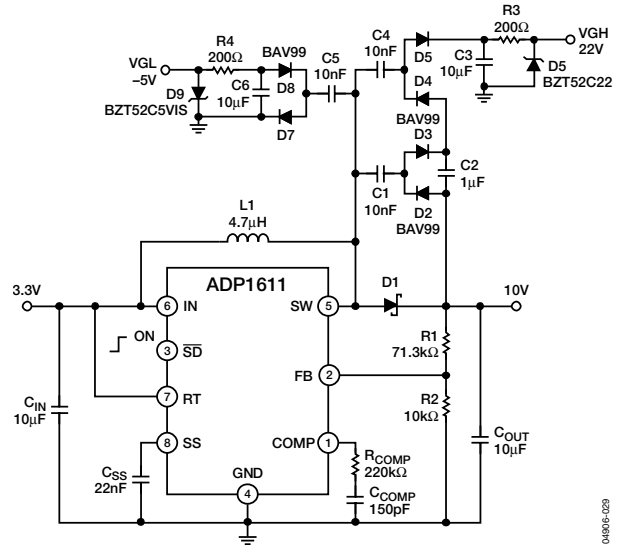 R3
200Ω
VGH
22V
C4
10nF
D5
C3
10μF
D5
BZT52C22
R4
200Ω
BAV99
C5
10nF
VGL
–5V
D8
C6
10μF
D9
BZT52C5VIS
D7
D4
BAV99
D3
C2
1μF
C1
10nF
D2
BAV99
L1
4.7μH
ADP1611
3.3V
6
IN
SW
5
D1
10V
ON
3
SD
R1
71.3kΩ
FB
2
7
RT
R2
10kΩ
CIN
10μF
8
SS
COMP
1
RCOMP
220kΩ
COUT
10μF
CSS
22nF
GND
4
CCOMP
150pF
04906-029